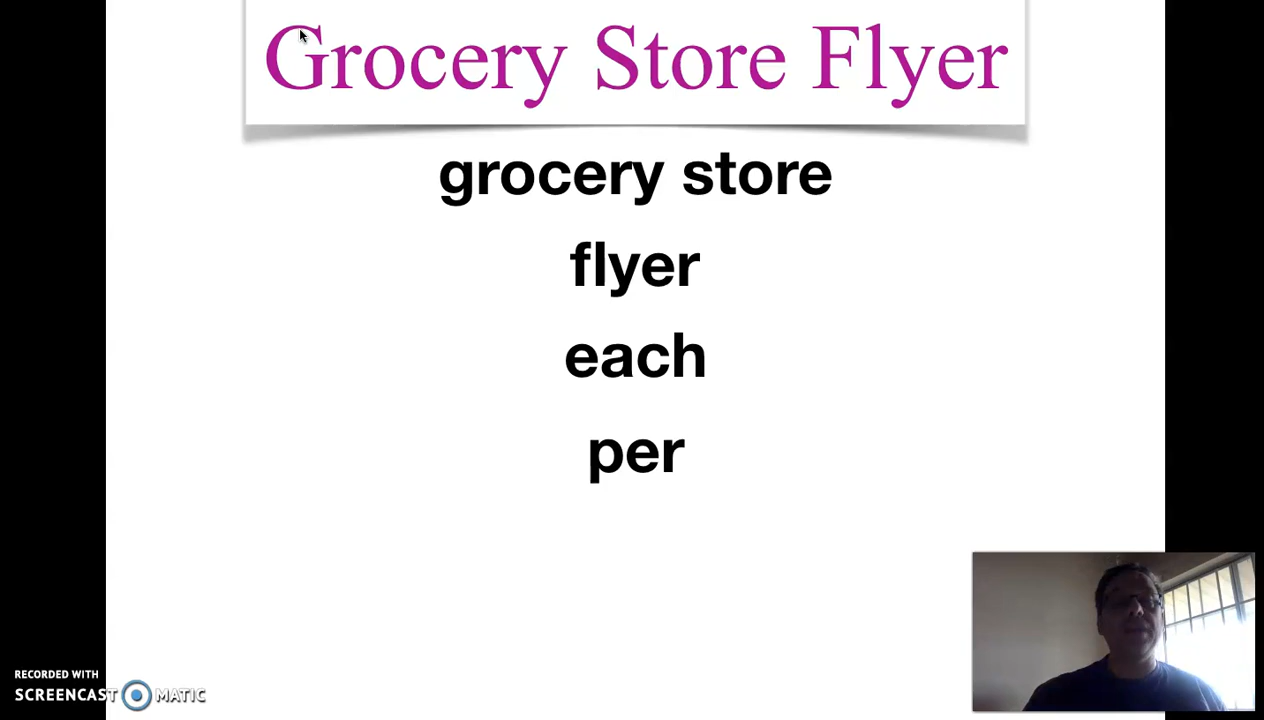 Grocery Store Flyer
grocery store
flyer
each
per
RECORDED WITH
SCREENCAST MATIC